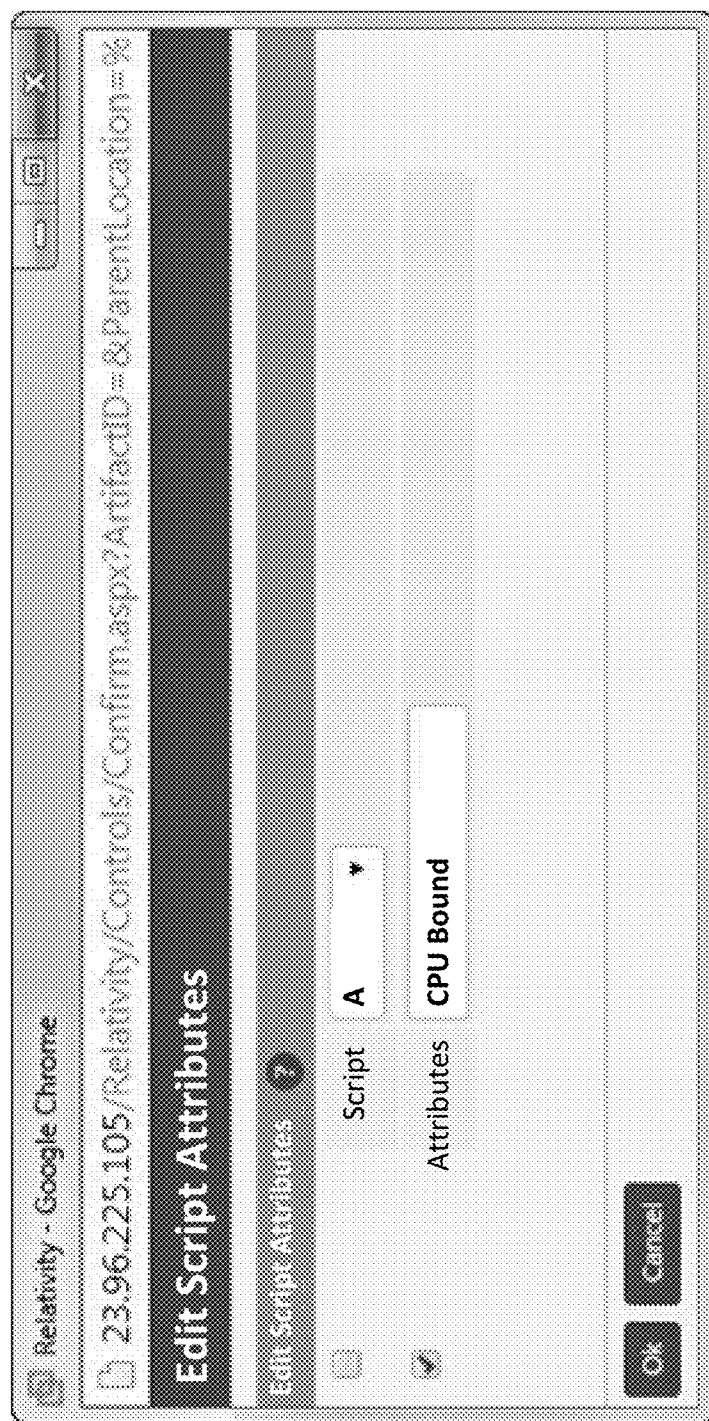 Relativity - Google Chrome
23.96.225.105/Relativity/Controls/Confirm.aspx?ArtifactID=&ParentLocation=%
Edit Script Attributes
Edit Script Attributes ?
Script A
Attributes CPU Bound
Ok Cancel